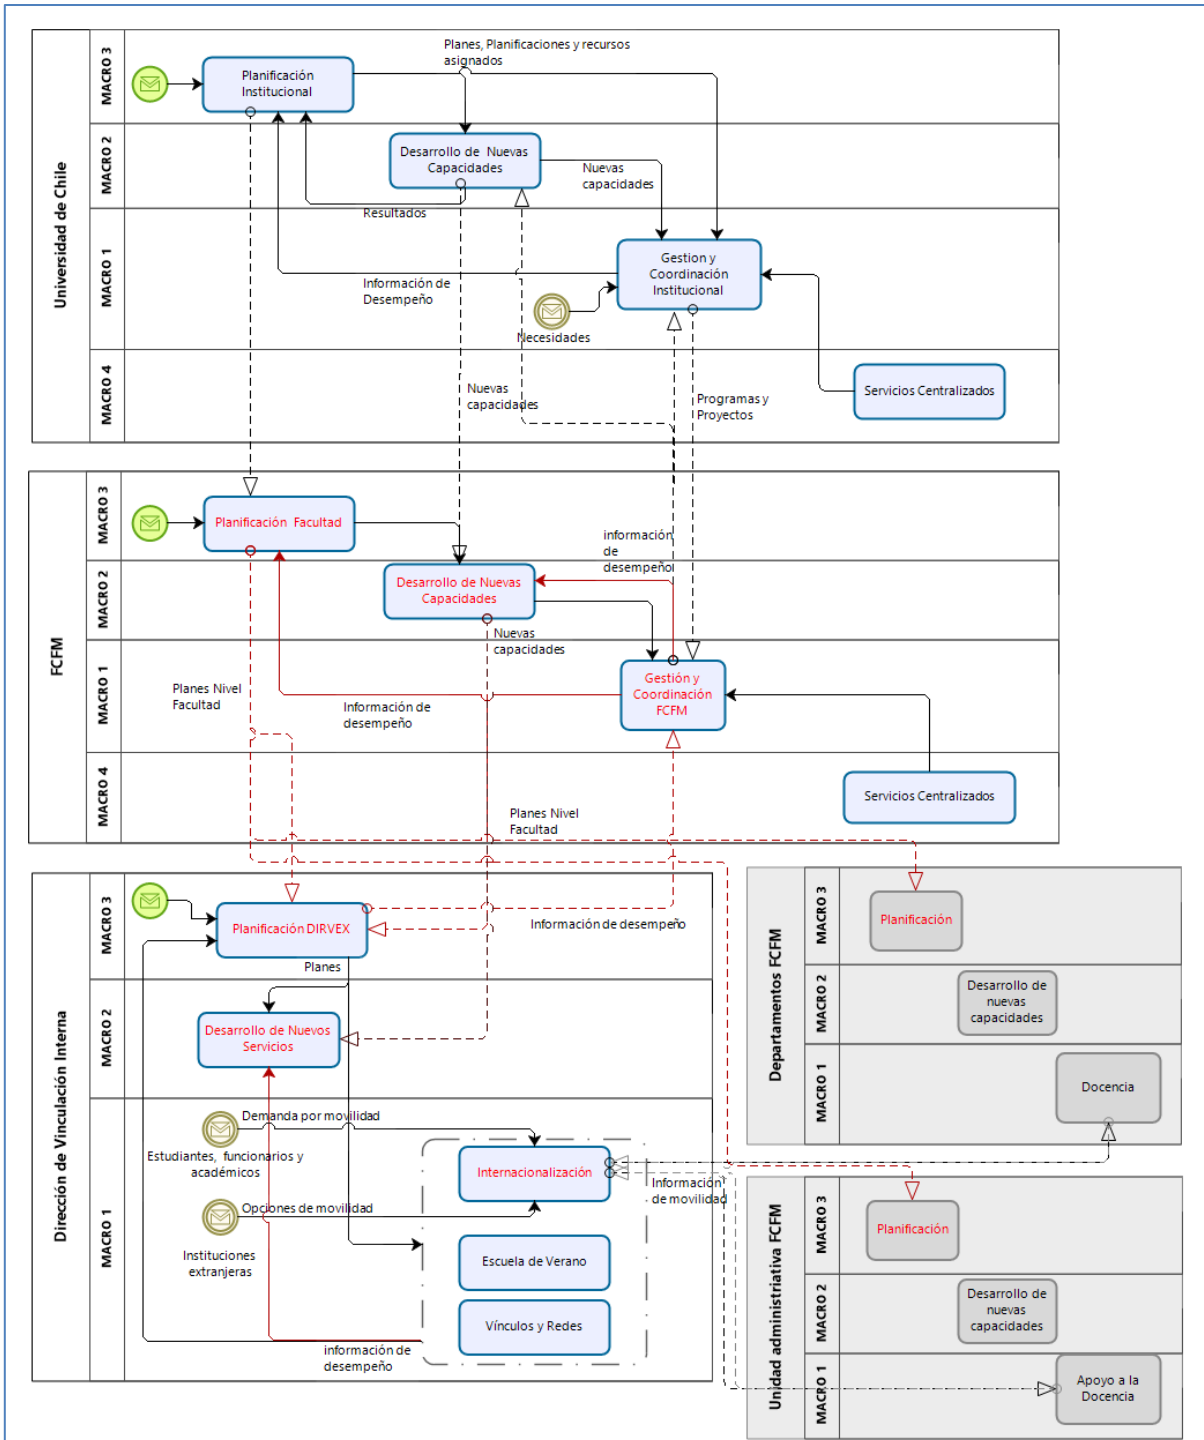 Universidad de Chile
MACRO 3
Planificación
Institucional
Planes, Planificaciones y recursos
asignados
MACRO 2
Desarrollo de Nuevas
Capacidades
Nuevas
capacidades
Resultados
MACRO 1
Gestion y
Coordinación
Institucional
Información de
Desempeño
Necesidades
MACRO 4
Nuevas
capacidades
Programas y
Proyectos
Servicios Centralizados
FCFM
MACRO 3
Planificación Facultad
información
de
desempeño
MACRO 2
Desarrollo de Nuevas
Capacidades
Nuevas
capacidades
MACRO 1
Planes Nivel
Facultad
Información de
desempeño
Gestión y
Coordinación
FCFM
MACRO 4
Servicios Centralizados
Planes Nivel
Facultad
Dirección de Vinculación Interna
MACRO 3
Planificación DIRVEX
Información de desempeño
Planes
MACRO 2
Desarrollo de Nuevos
Servicios
MACRO 1
Demanda por movilidad
Estudiantes, funcionarios y
académicos
Opciones de movilidad
Instituciones
extranjeras
Internacionalización
Escuela de Verano
Vínculos y Redes
información de
desempeño
Información
de movilidad
Departamentos FCFM
MACRO 3
Planificación
MACRO 2
Desarrollo de
nuevas
capacidades
MACRO 1
Docencia
Unidad administriativa FCFM
MACRO 3
Planificación
MACRO 2
Desarrollo de
nuevas
capacidades
MACRO 1
Apoyo a la
Docencia